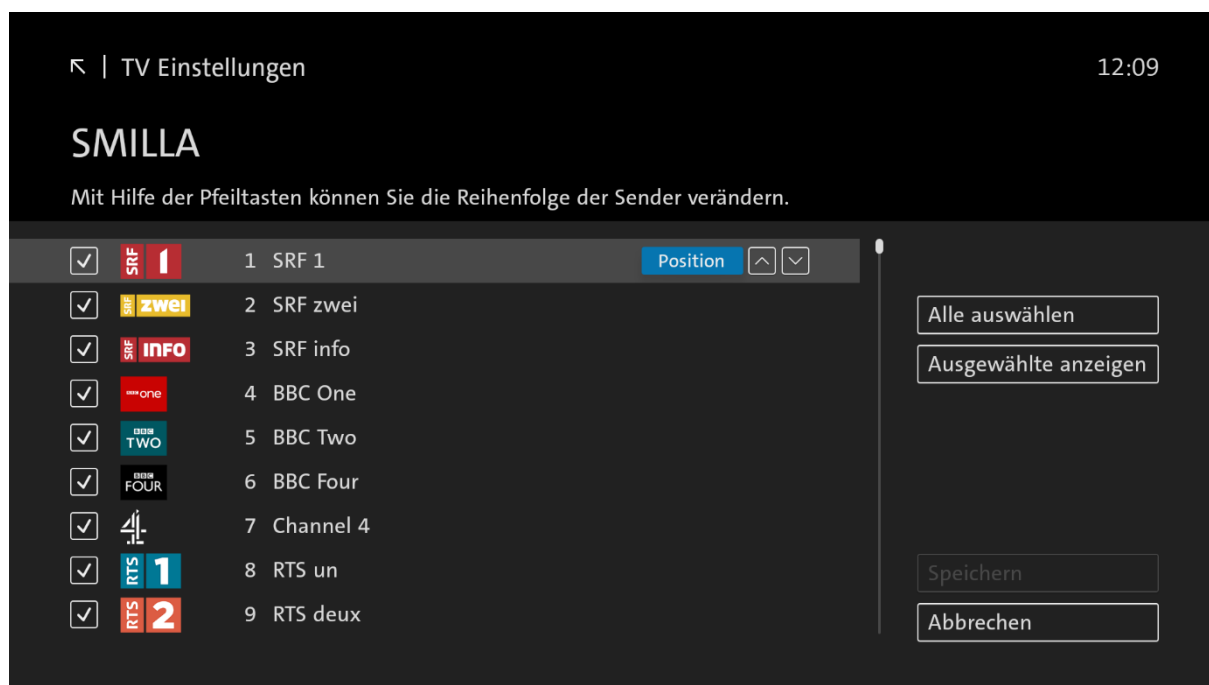 TV Einstellungen
12:09
SMILLA
Mit Hilfe der Pfeiltasten können Sie die Reihenfolge der Sender verändern.
SRF 1 1 SRF 1 Position
SRF zwei 2 SRF zwei
SRF INFO 3 SRF info
BBC one 4 BBC One
BBC TWO 5 BBC Two
BBC FOUR 6 BBC Four
4 7 Channel 4
RTS 1 8 RTS un
RTS 2 9 RTS deux
Alle auswählen
Ausgewählte anzeigen
Speichern
Abbrechen